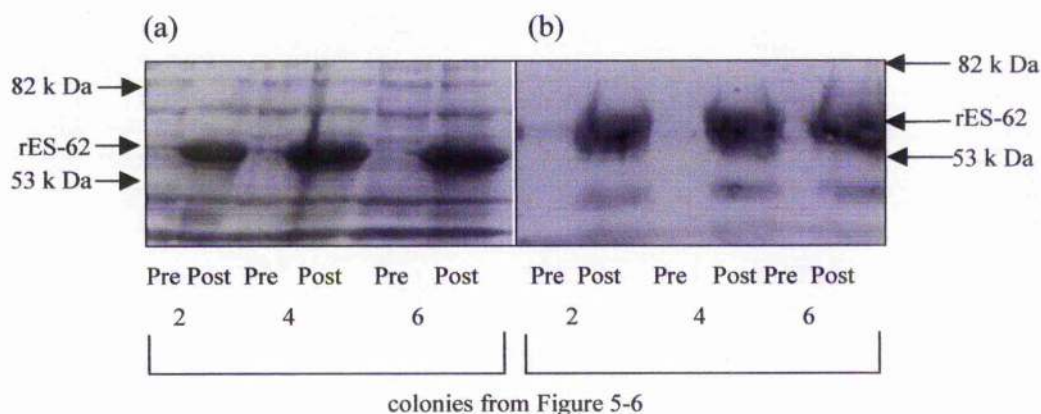 (a)
(b)
82 k Da
rES-62
53 k Da
82 k Da
rES-62
53 k Da
Pre Post Pre Post Pre Post
2 4 6
Pre Post Pre Post Pre Post
2 4 6
colonies from Figure 5-6